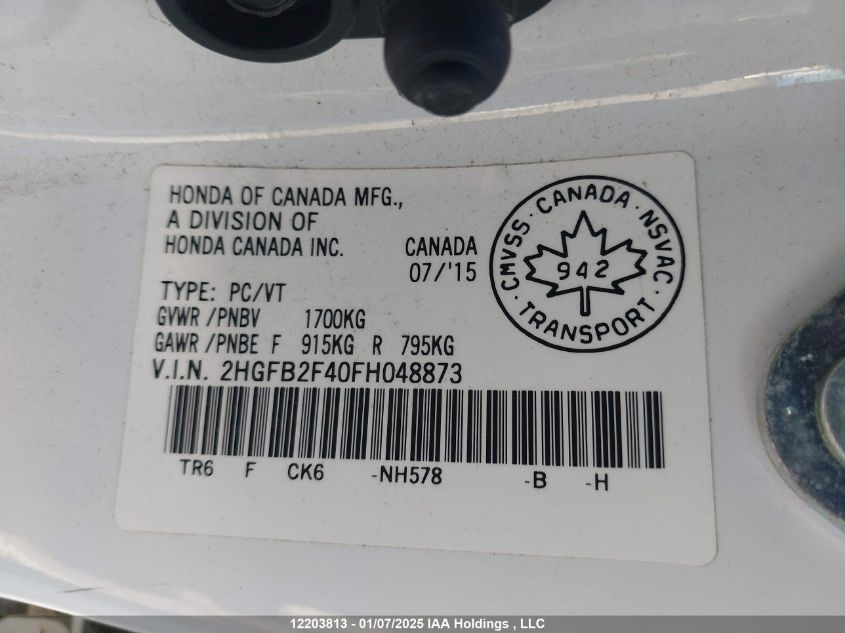 HONDA OF CANADA MFG.,
A DIVISION OF
HONDA CANADA INC.
CANADA
07/'15
TYPE: PC/VT
GVWR /PNBV 1700KG
GAWR /PNBE F 915KG R 795KG
V.I.N. 2HGFB2F40FH048873
TR6 F CK6 -NH578 -B -H
CMVSS · CANADA · NSVAC
942
· TRANSPORT ·
12203813 - 01/07/2025 IAA Holdings , LLC